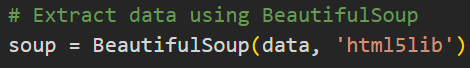 # Extract data using BeautifulSoup
soup = BeautifulSoup(data, 'html5lib')